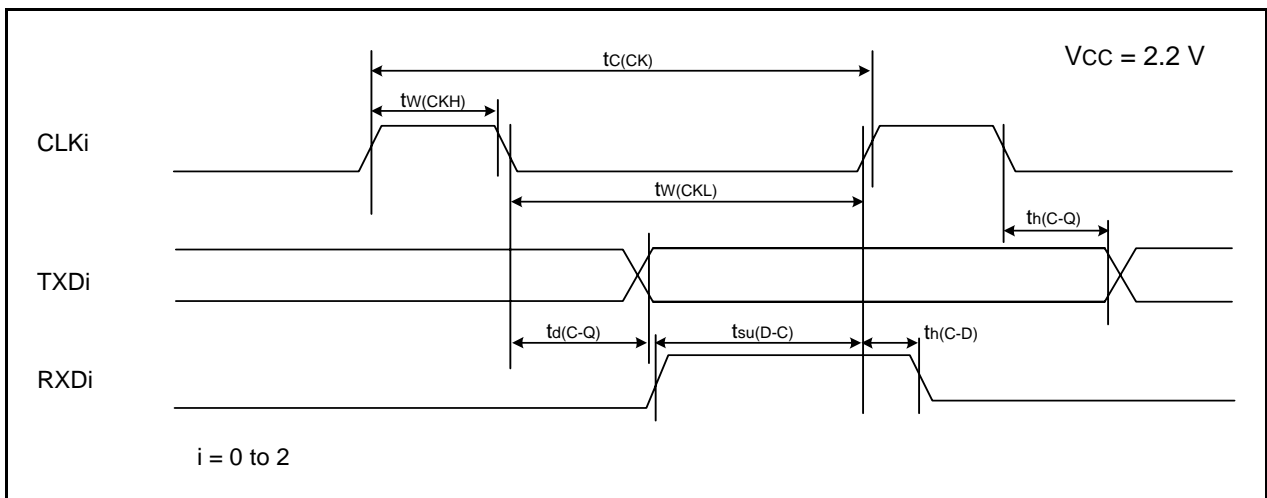 tC(CK)
VCC = 2.2 V
tW(CKH)
CLKi
tW(CKL)
th(C-Q)
TXDi
td(C-Q)
tsu(D-C)
th(C-D)
RXDi
i = 0 to 2